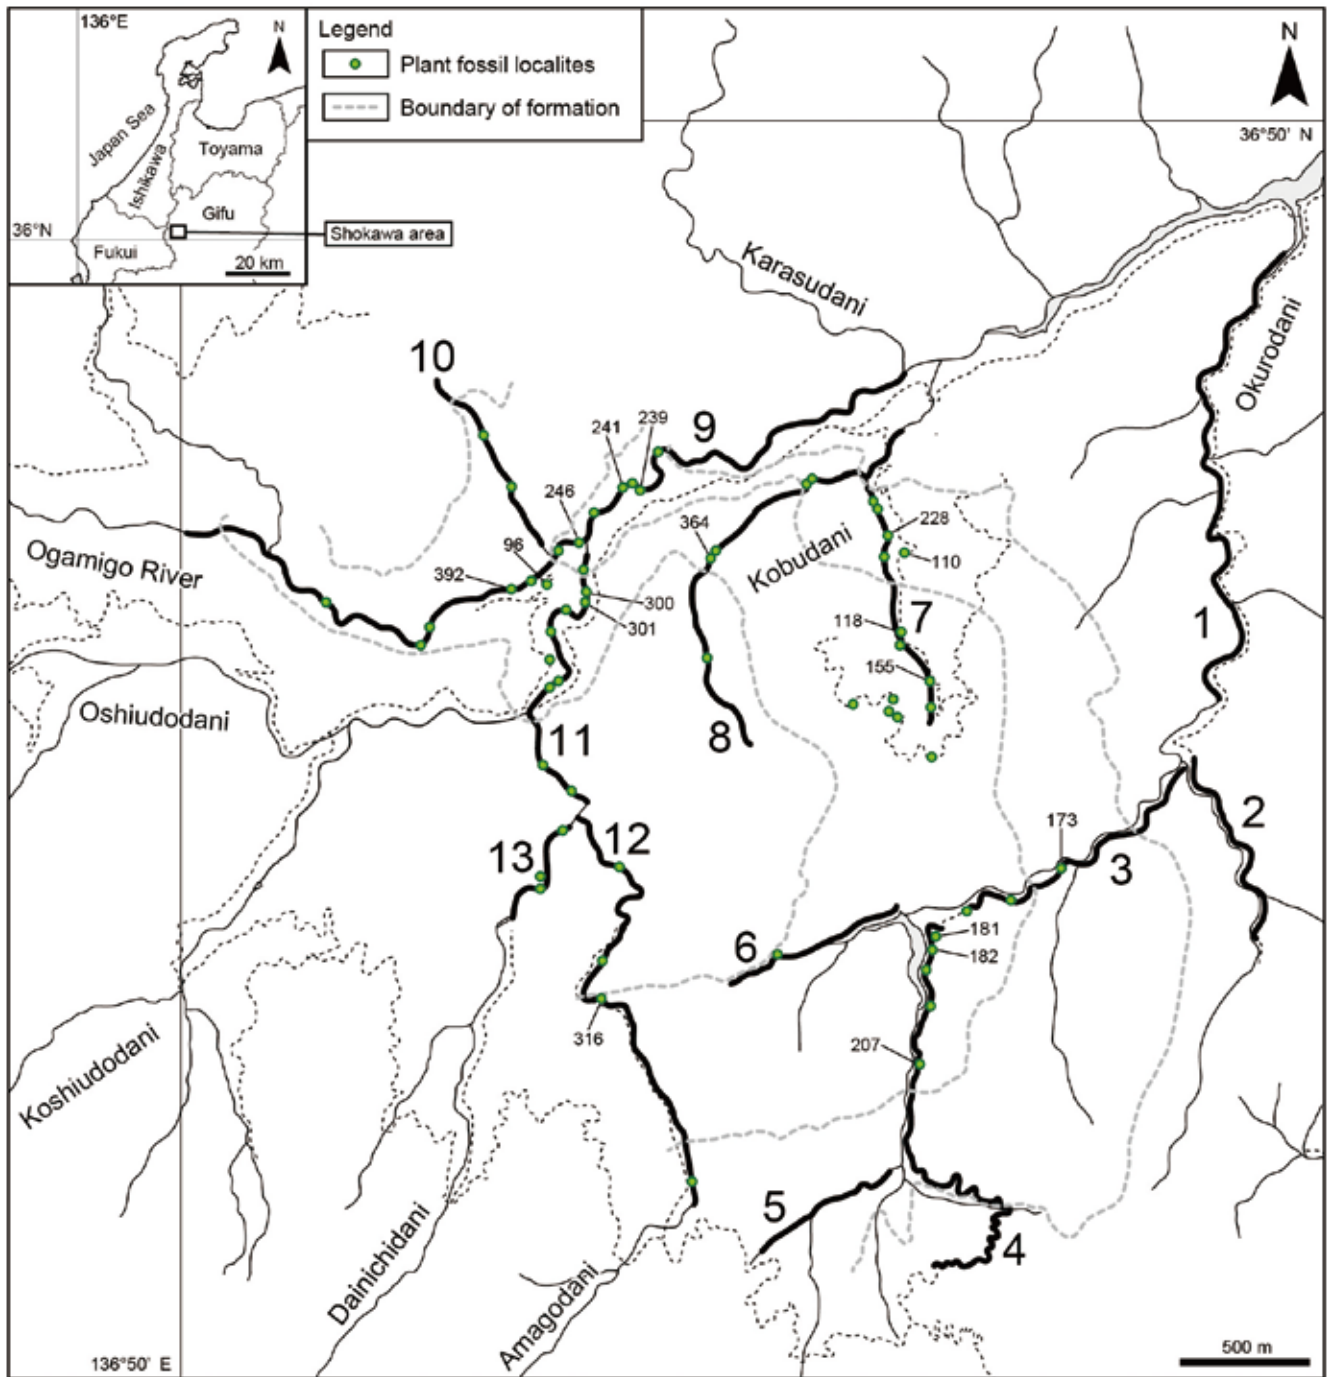 136°E
N
Japan Sea
Ishikawa
Toyama
Gifu
36°N
Fukui
20 km
Shokawa area
Legend
Plant fossil localites
Boundary of formation
N
36°50' N
Karasudani
Okurodani
10
241
239
9
246
364
228
96
Kobudani
110
Ogamigo River
392
300
301
118
7
1
155
Oshiudodani
11
8
2
173
12
13
3
6
181
182
316
207
Koshiudodani
5
4
Dainichidani
Amagodani
136°50' E
500 m